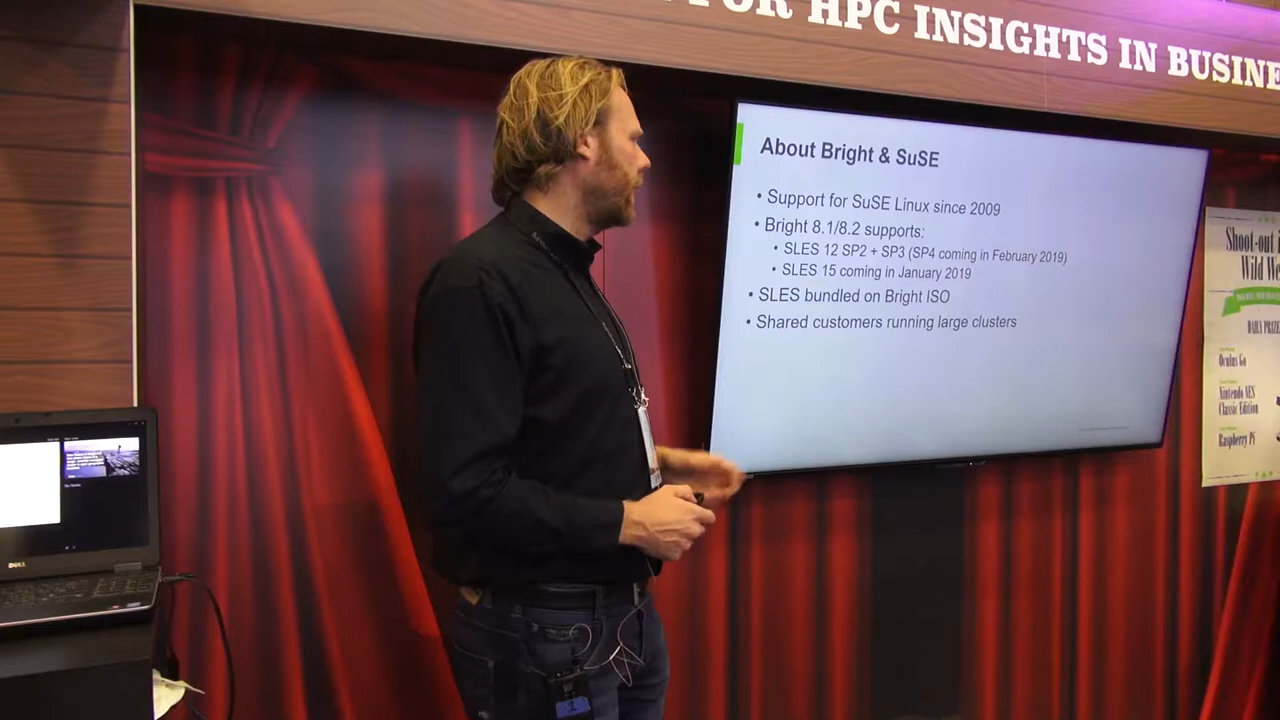 FOR HPC INSIGHTS IN BUSINE
About Bright & SuSE
• Support for SuSE Linux since 2009
• Bright 8.1/8.2 supports:
• SLES 12 SP2 + SP3 (SP4 coming in February 2019)
• SLES 15 coming in January 2019
• SLES bundled on Bright ISO
• Shared customers running large clusters
Shoot-out
Wild We
DAILY PRIZE
Oculus Go
Nintendo NES
Classic Edition
Raspberry Pi
DELL